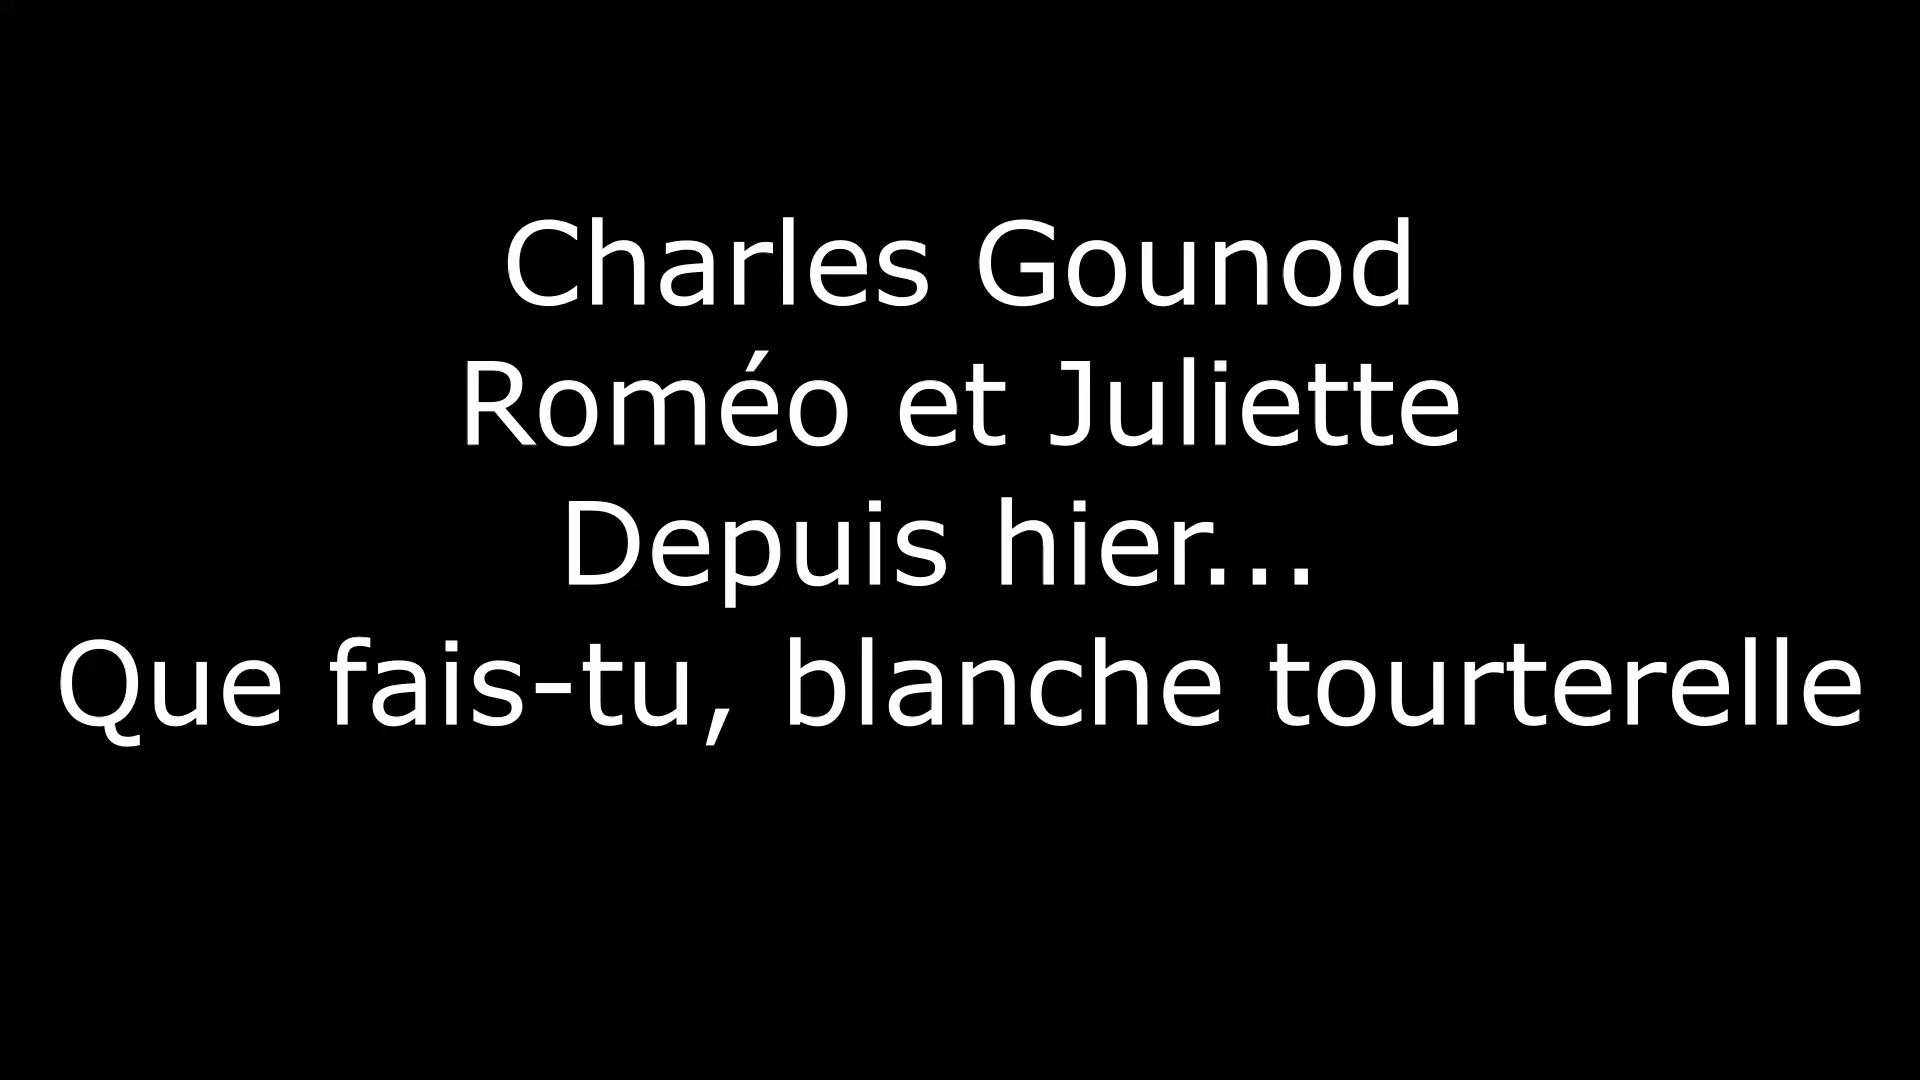 Charles Gounod
Roméo et Juliette
Depuis hier...
Que fais-tu, blanche tourterelle